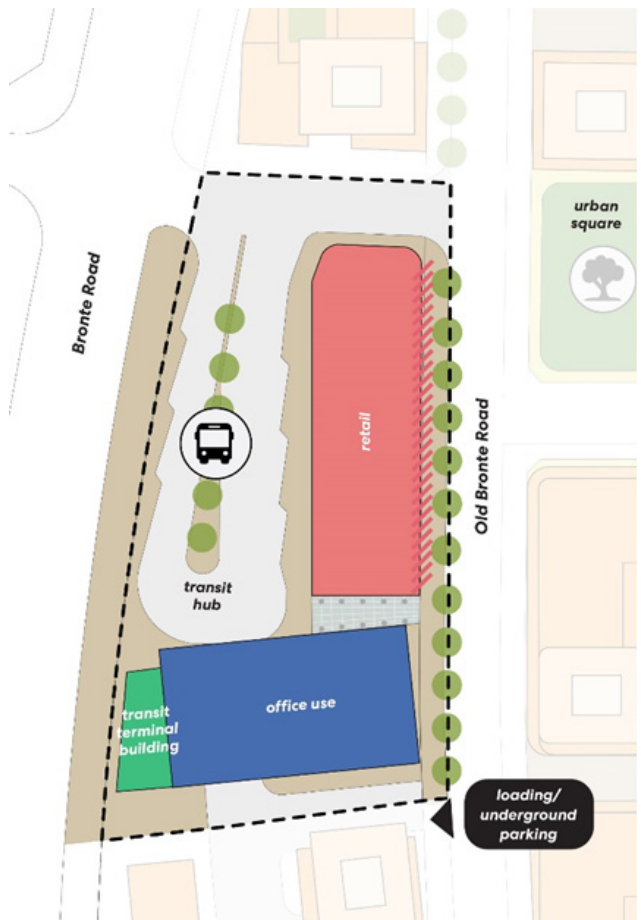 urban
square
Bronte Road
retail
Old Bronte Road
transit
hub
office use
transit
terminal
building
loading/
underground
parking